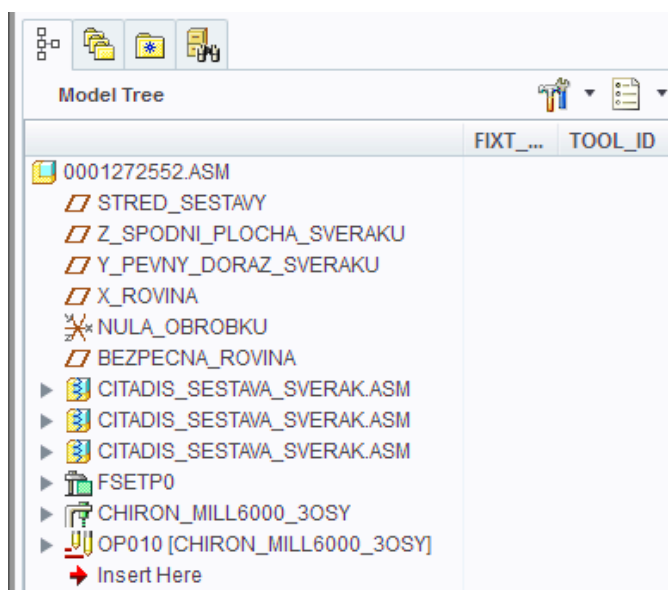 Model Tree
FIXT_... TOOL_ID
0001272552.ASM
STRED_SESTAVY
Z_SPODNI_PLOCHA_SVERAKU
Y_PEVNY_DORAZ_SVERAKU
X_ROVINA
NULA_OBROBKU
BEZPECNA_ROVINA
CITADIS_SESTAVA_SVERAK.ASM
CITADIS_SESTAVA_SVERAK.ASM
CITADIS_SESTAVA_SVERAK.ASM
FSETP0
CHIRON_MILL6000_3OSY
OP010 [CHIRON_MILL6000_3OSY]
Insert Here